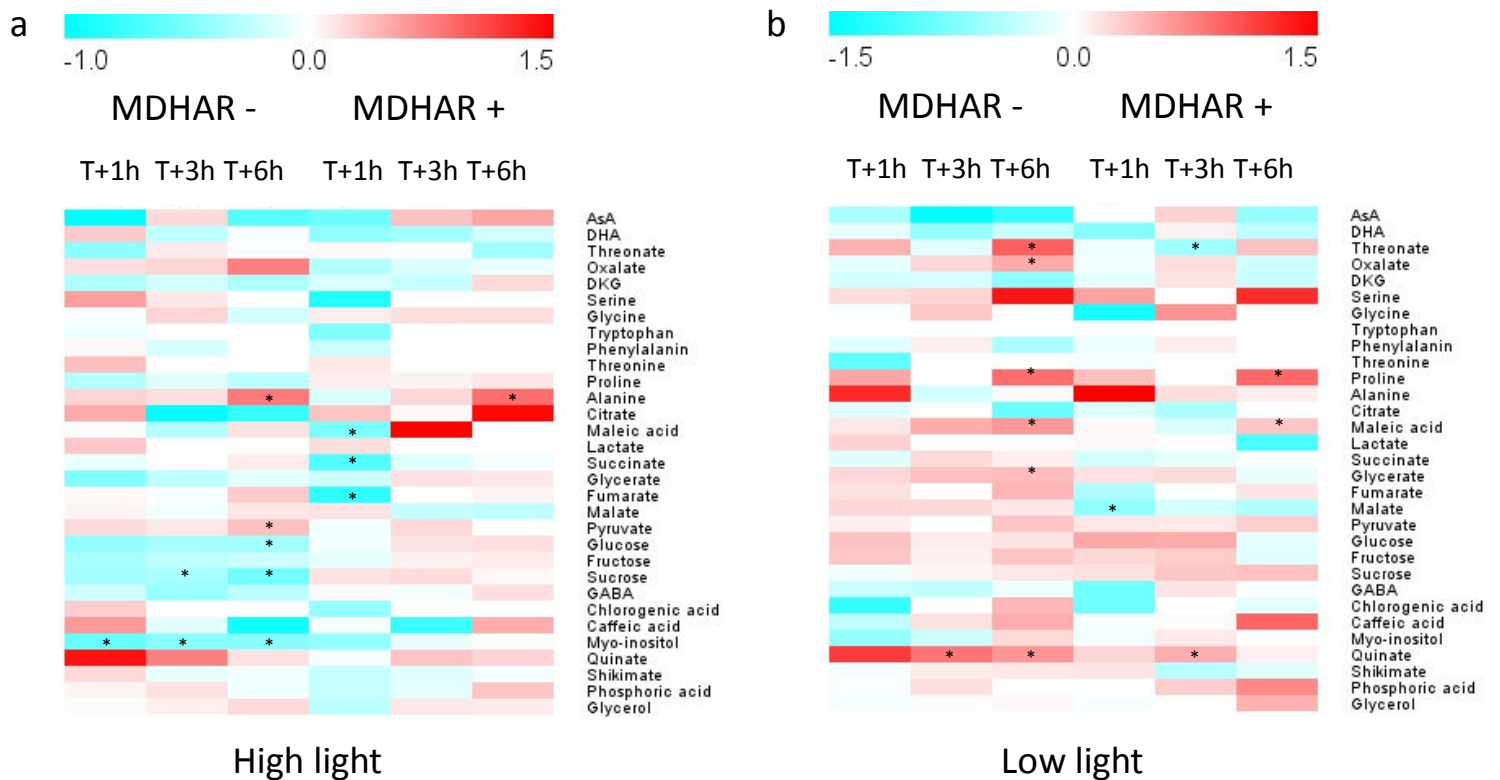 a
-1.0 0.0 1.5
MDHAR - MDHAR +
T+1h T+3h T+6h T+1h T+3h T+6h
AsA
DHA
Threonate
Oxalate
DKG
Serine
Glycine
Tryptophan
Phenylalanin
Threonine
Proline
* * Alanine
Citrate
* Maleic acid
Lactate
* Succinate
Glycerate
* Fumarate
Malate
* Pyruvate
* Glucose
Fructose
* * Sucrose
GABA
Chlorogenic acid
Caffeic acid
* * * Myo-inositol
Quinate
Shikimate
Phosphoric acid
Glycerol
High light
b
-1.5 0.0 1.5
MDHAR - MDHAR +
T+1h T+3h T+6h T+1h T+3h T+6h
AsA
DHA
* * Threonate
* Oxalate
DKG
Serine
Glycine
Tryptophan
Phenylalanin
Threonine
* * Proline
Alanine
Citrate
* * Maleic acid
Lactate
Succinate
* Glycerate
Fumarate
* Malate
Pyruvate
Glucose
Fructose
Sucrose
GABA
Chlorogenic acid
Caffeic acid
Myo-inositol
* * * Quinate
Shikimate
Phosphoric acid
Glycerol
Low light